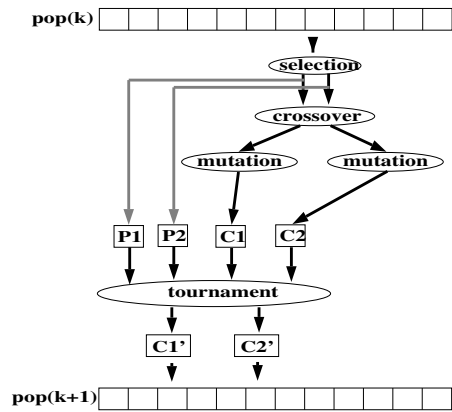 pop(k)
selection
crossover
mutation mutation
P1 P2 C1 C2
tournament
C1' C2'
pop(k+1)